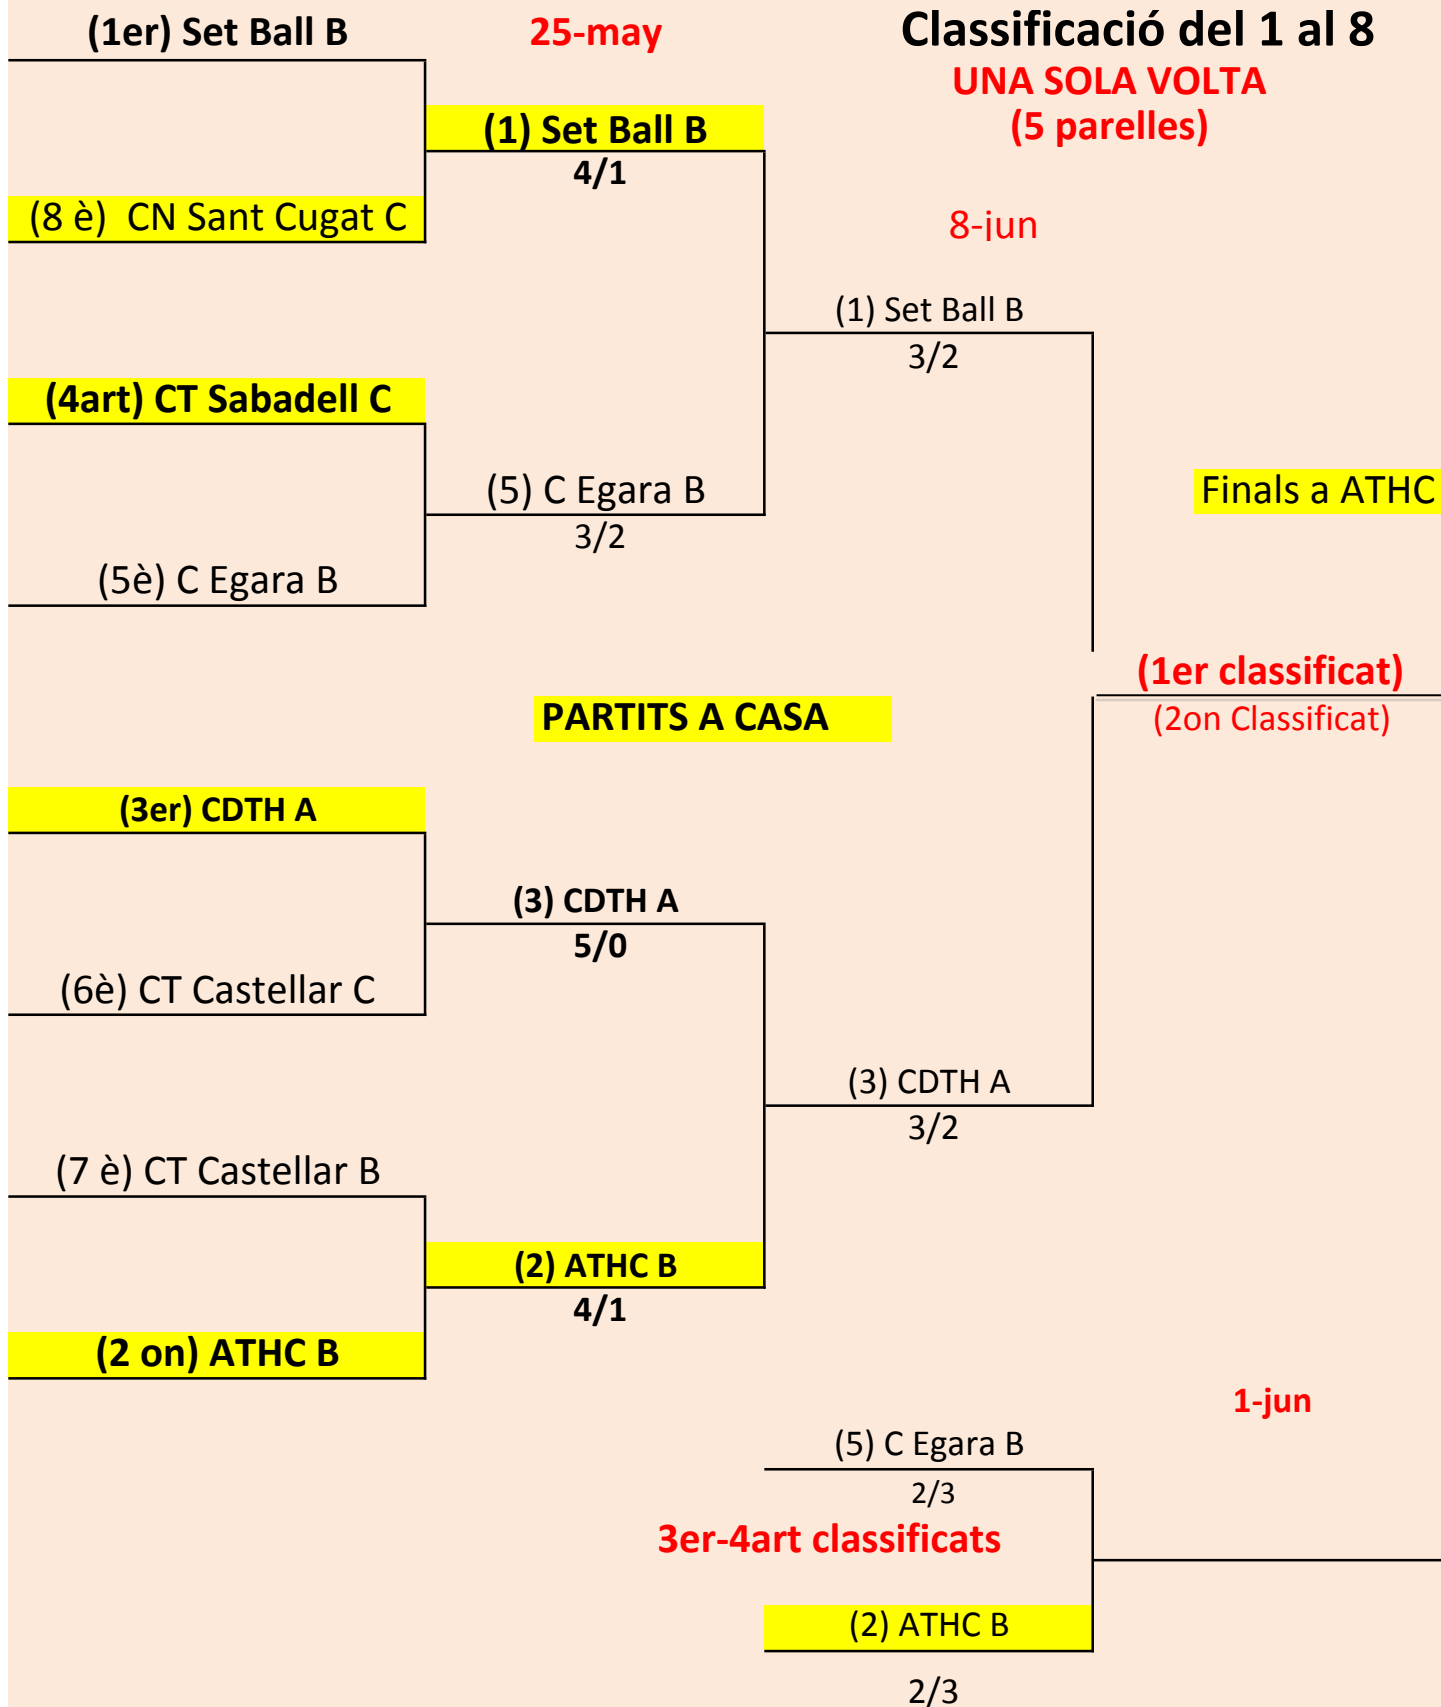 (1er) Set Ball B
25-may
Classificació del 1 al 8
UNA SOLA VOLTA
(5 parelles)
(1) Set Ball B
4/1
(8 è)  CN Sant Cugat C
8-jun
(1) Set Ball B
3/2
(4art) CT Sabadell C
(5) C Egara B
3/2
Finals a ATHC
(5è) C Egara B
(1er classificat)
(2on Classificat)
PARTITS A CASA
(3er) CDTH A
(3) CDTH A
5/0
(6è) CT Castellar C
(3) CDTH A
3/2
(7 è) CT Castellar B
(2) ATHC B
4/1
(2 on) ATHC B
1-jun
(5) C Egara B
2/3
3er-4art classificats
(2) ATHC B
2/3